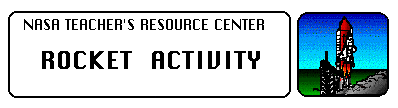 NASA TEACHER'S RESOURCE CENTER
ROCKET ACTIVITY